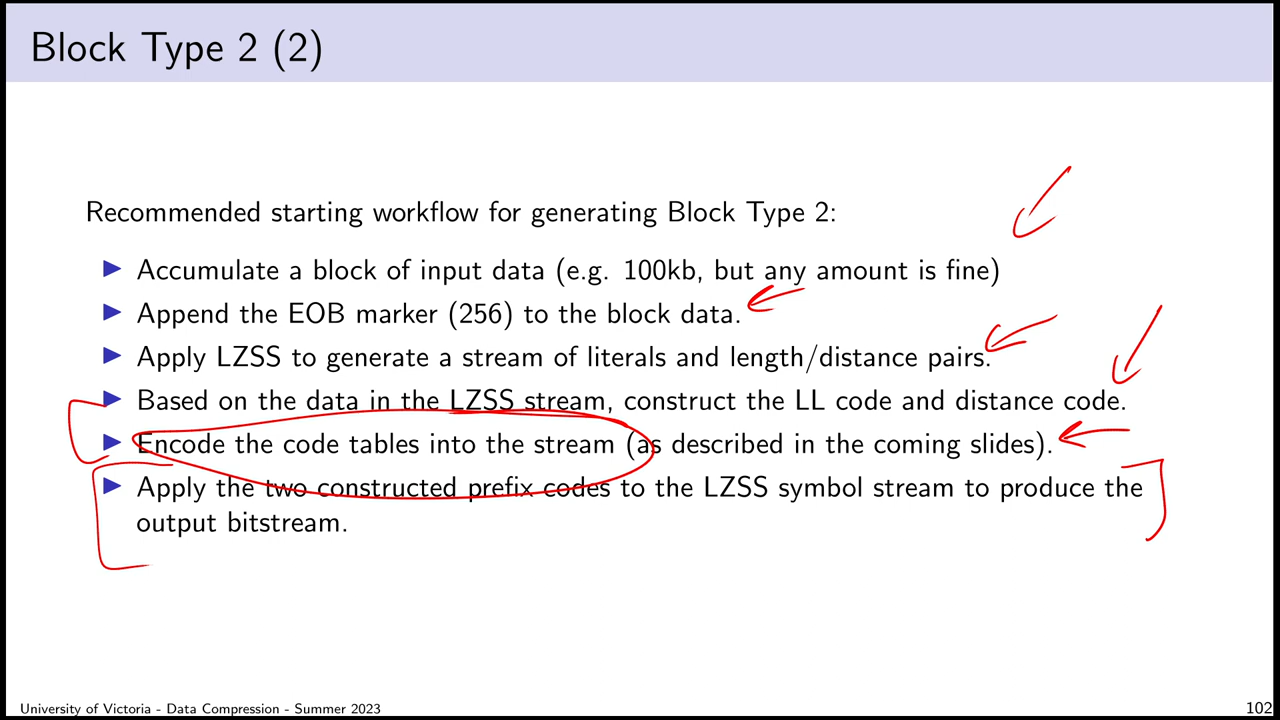 Block Type 2 (2)
Recommended starting workflow for generating Block Type 2:
Accumulate a block of input data (e.g. 100kb, but any amount is fine)
Append the EOB marker (256) to the block data.
Apply LZSS to generate a stream of literals and length/distance pairs.
Based on the data in the LZSS stream, construct the LL code and distance code.
Encode the code tables into the stream (as described in the coming slides).
Apply the two constructed prefix codes to the LZSS symbol stream to produce the
output bitstream.
University of Victoria - Data Compression - Summer 2023
102